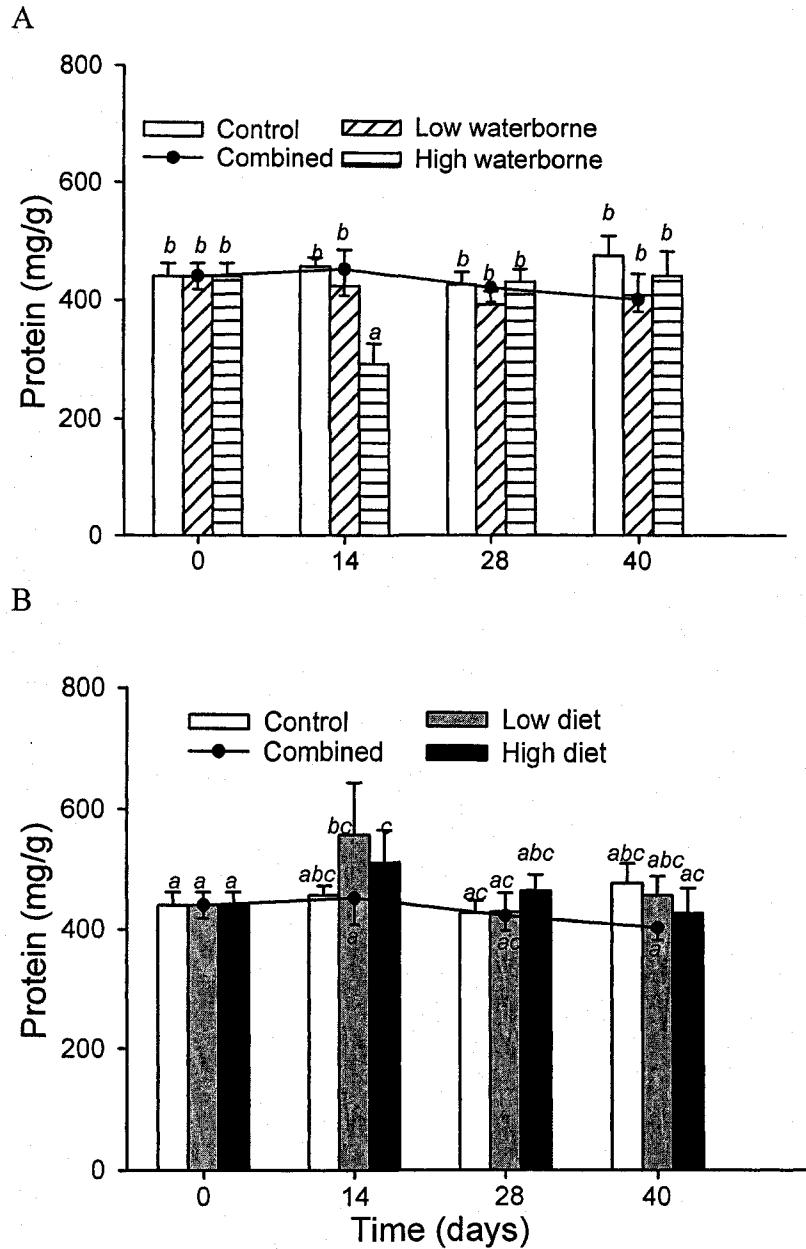 A
800
Control Low waterborne
Combined High waterborne
600
b b b b b b b b b b b
a
400
200
0
Protein (mg/g)
0 14 28 40
B
800
Control Low diet
Combined High diet
600
a a a abc bc c ac ac abc abc abc ac
400
a ac a
200
0
Protein (mg/g)
0 14 28 40
Time (days)